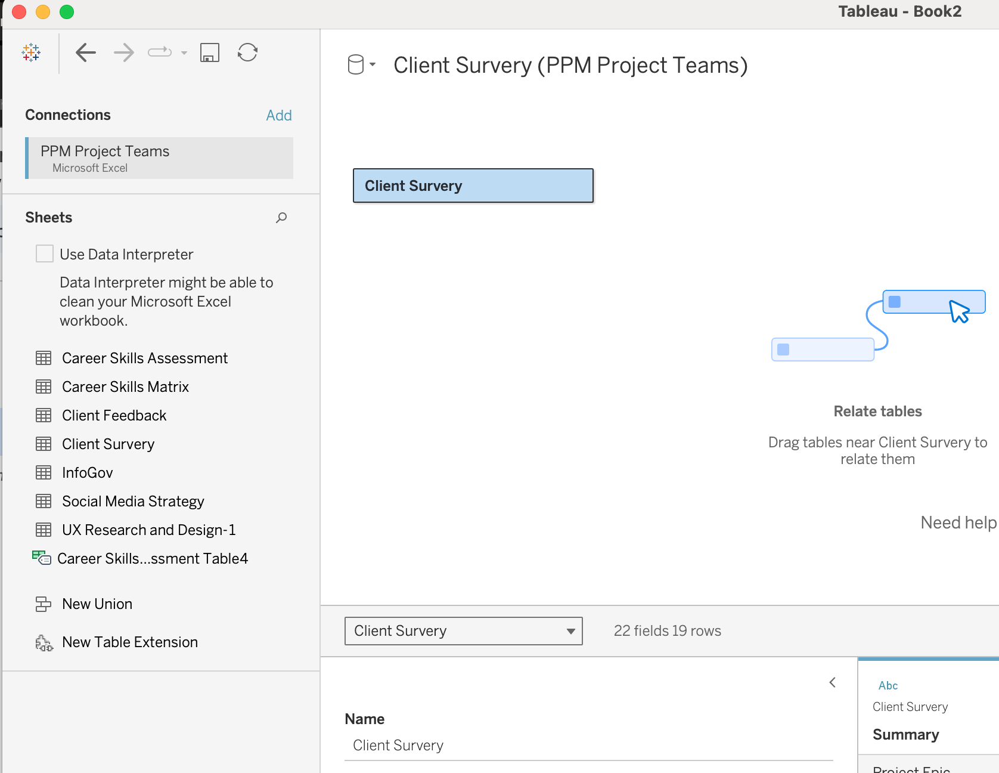 Tableau - Book2
Client Survery (PPM Project Teams)
Connections
Add
PPM Project Teams
Microsoft Excel
Client Survery
Sheets
Use Data Interpreter
Data Interpreter might be able to
clean your Microsoft Excel
workbook.
Career Skills Assessment
Career Skills Matrix
Client Feedback
Client Survery
InfoGov
Social Media Strategy
UX Research and Design-1
Career Skills...ssment Table4
New Union
New Table Extension
Relate tables
Drag tables near Client Survery to
relate them
Need help
Client Survery
22 fields 19 rows
Name
Client Survery
Abc
Client Survery
Summary
Project Epic